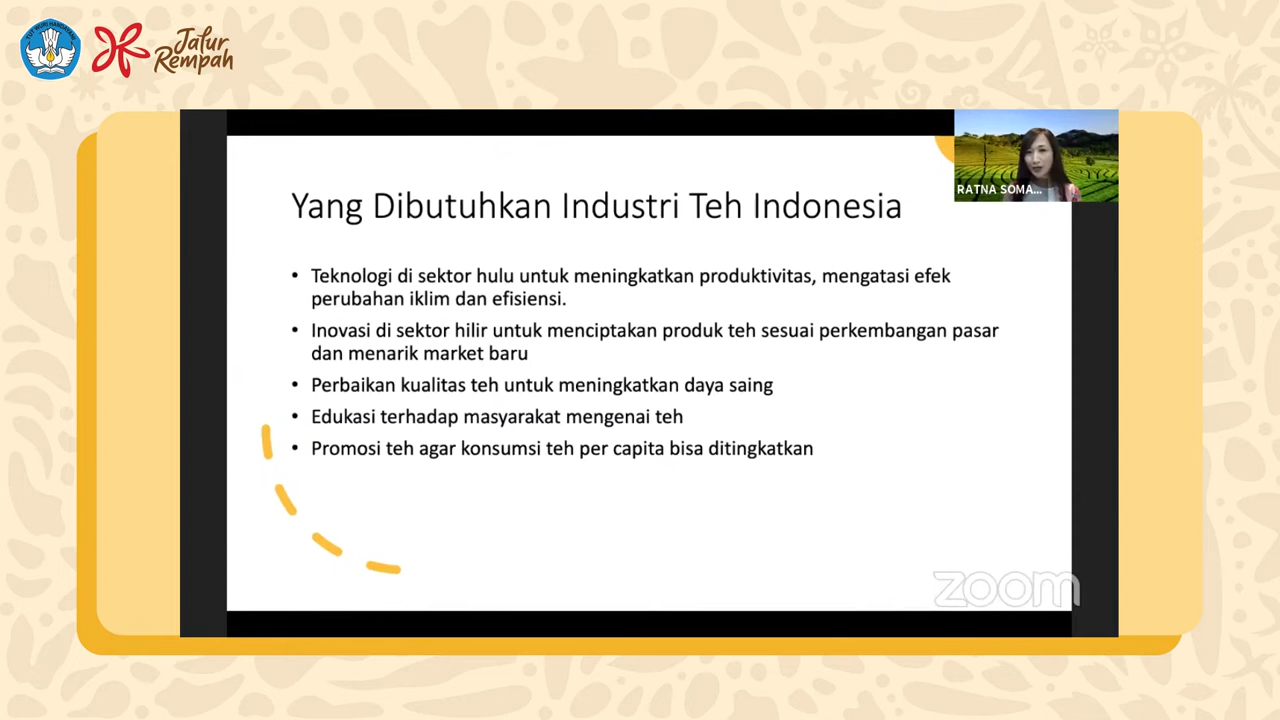 TUT WURI HANDAYANI
Jalur
Rempah
RATNA SOMA...
Yang Dibutuhkan Industri Teh Indonesia
• Teknologi di sektor hulu untuk meningkatkan produktivitas, mengatasi efek
perubahan iklim dan efisiensi.
• Inovasi di sektor hilir untuk menciptakan produk teh sesuai perkembangan pasar
dan menarik market baru
• Perbaikan kualitas teh untuk meningkatkan daya saing
• Edukasi terhadap masyarakat mengenai teh
• Promosi teh agar konsumsi teh per capita bisa ditingkatkan
zoom